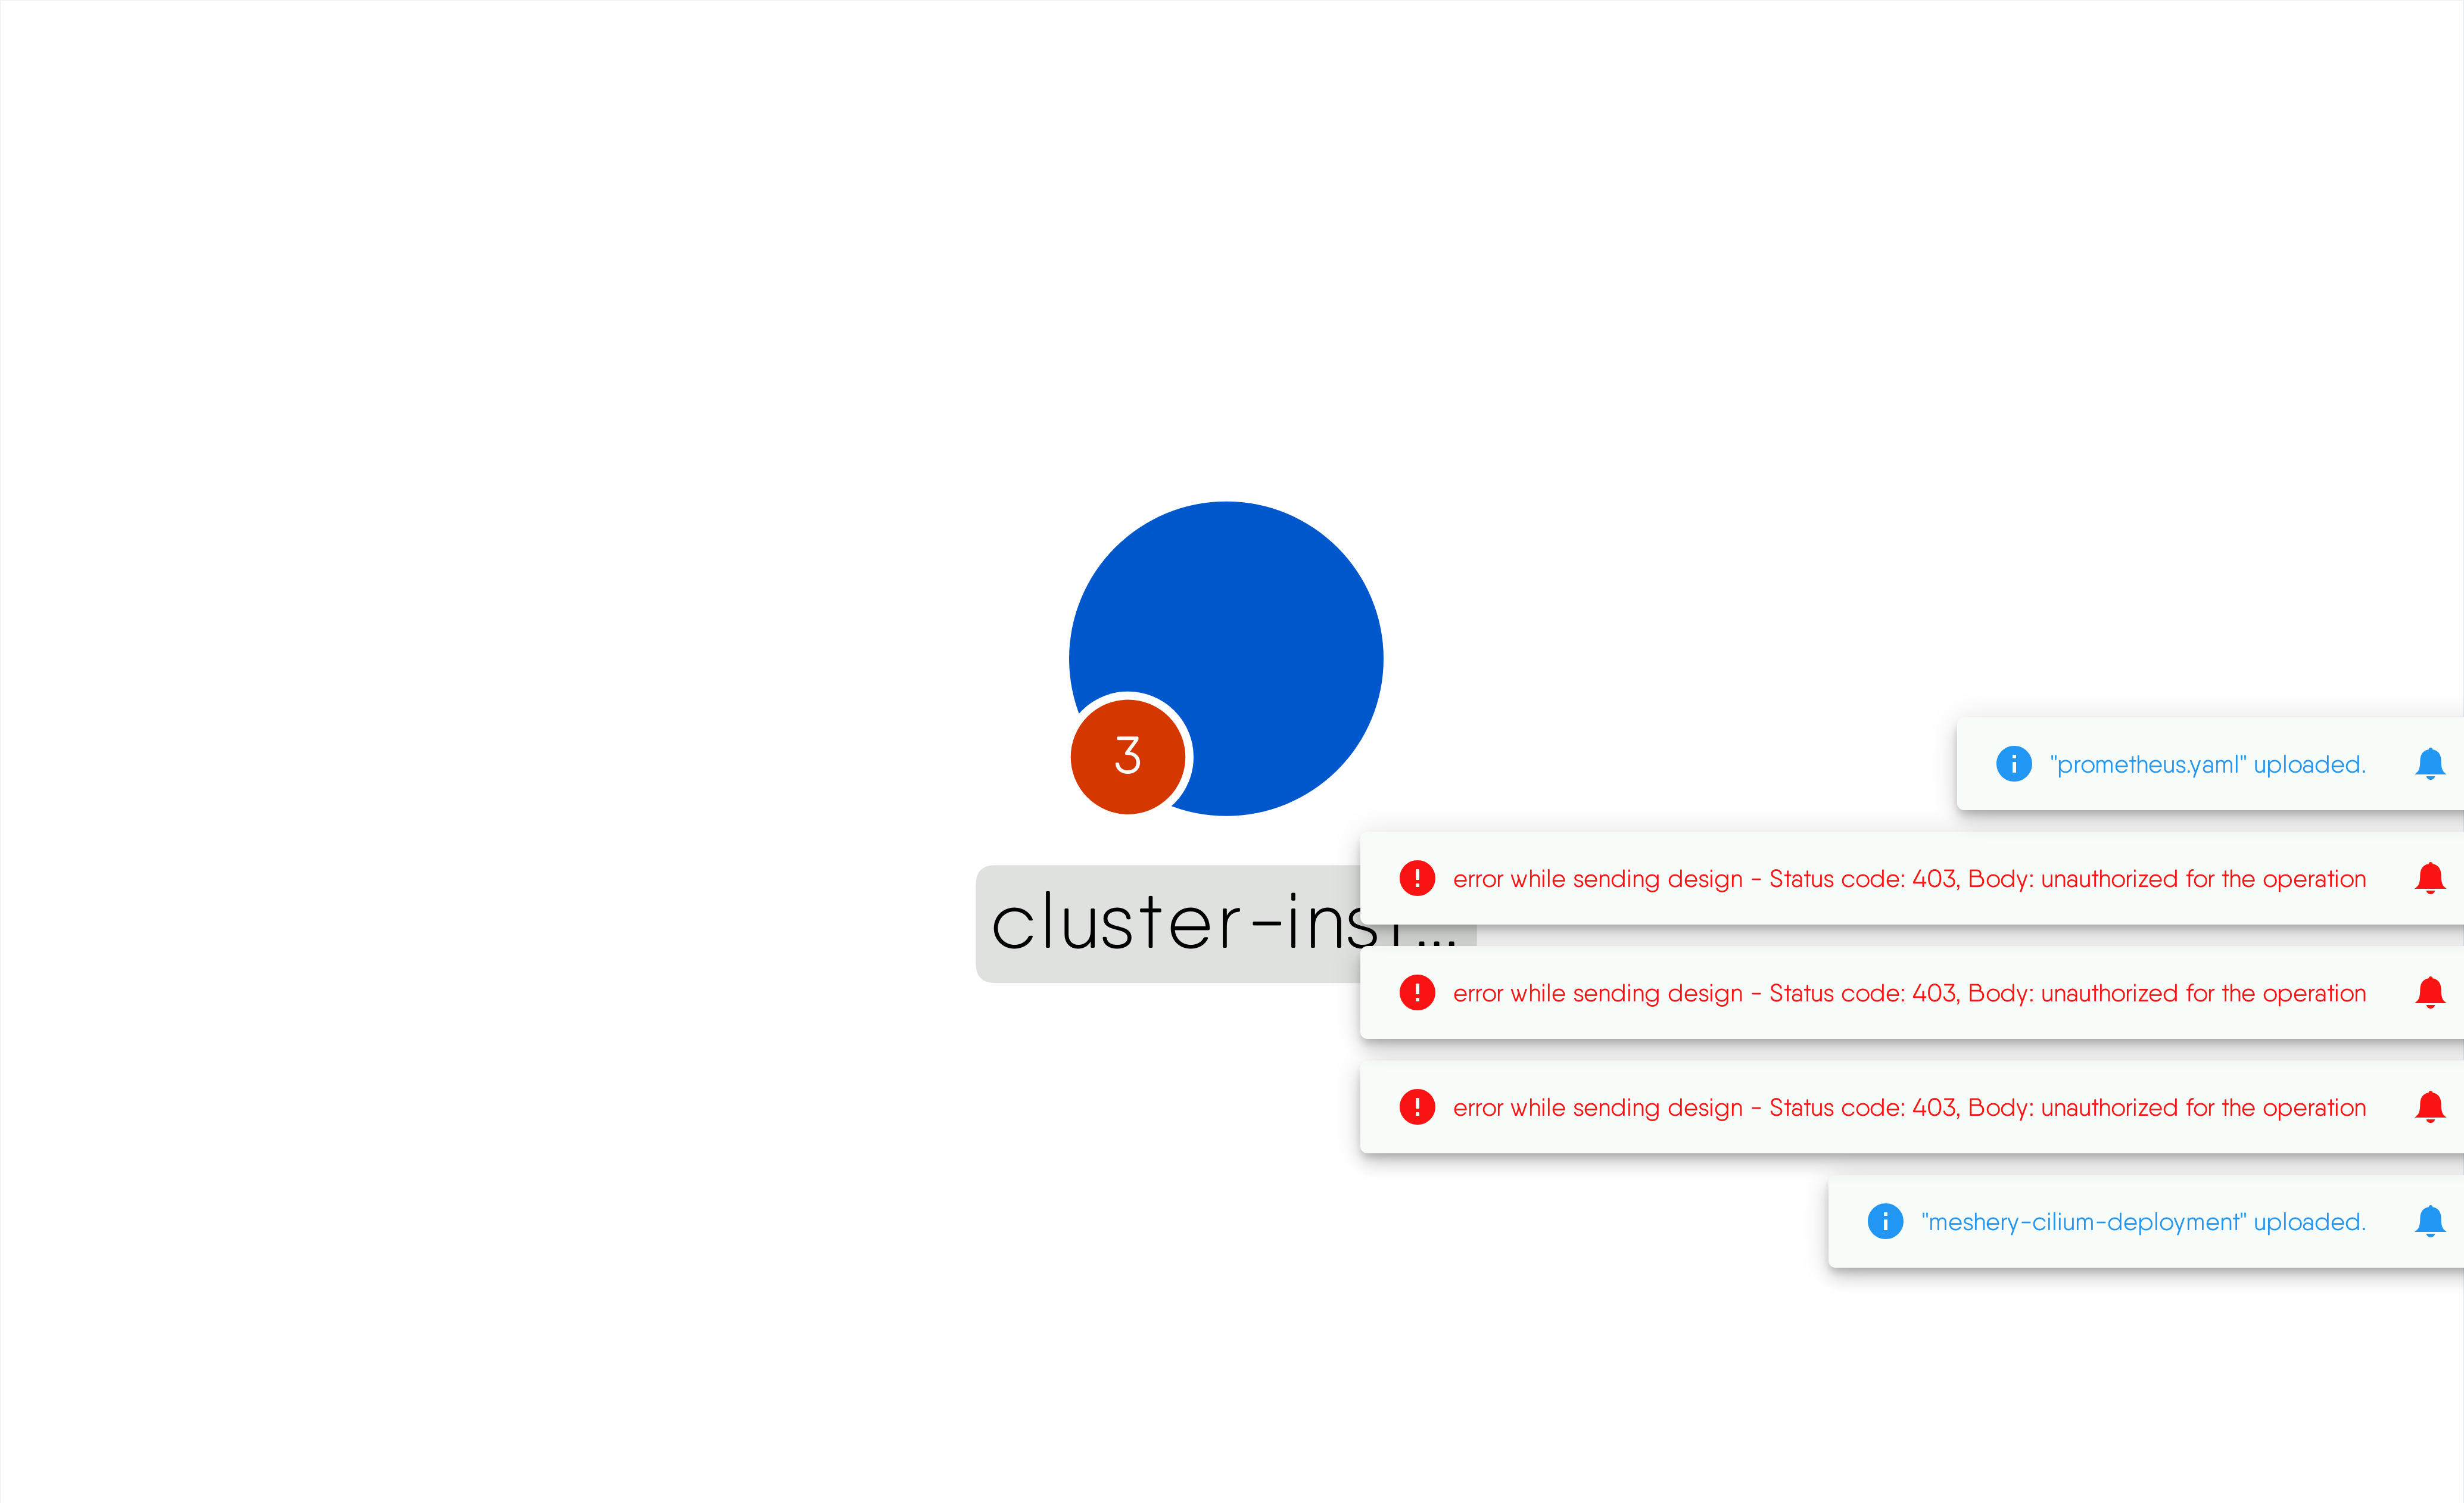 3
cluster-inst...
"prometheus.yaml" uploaded.
error while sending design - Status code: 403, Body: unauthorized for the operation
error while sending design - Status code: 403, Body: unauthorized for the operation
error while sending design - Status code: 403, Body: unauthorized for the operation
"meshery-cilium-deployment" uploaded.